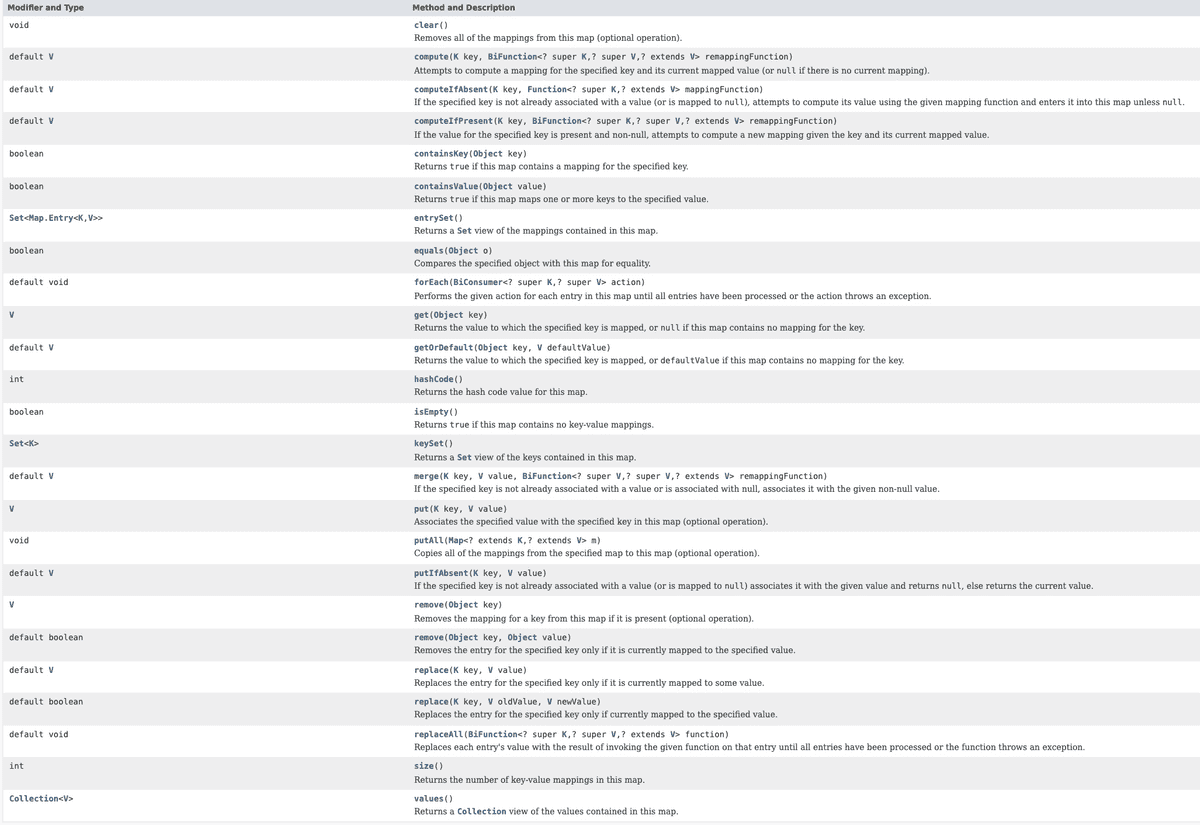 Modifier and Type Method and Description
void clear()
Removes all of the mappings from this map (optional operation).
default V compute(K key, BiFunction<? super K,? super V,? extends V> remappingFunction)
Attempts to compute a mapping for the specified key and its current mapped value (or null if there is no current mapping).
default V computeIfAbsent(K key, Function<? super K,? extends V> mappingFunction)
If the specified key is not already associated with a value (or is mapped to null), attempts to compute its value using the given mapping function and enters it into this map unless null.
default V computeIfPresent(K key, BiFunction<? super K,? super V,? extends V> remappingFunction)
If the value for the specified key is present and non-null, attempts to compute a new mapping given the key and its current mapped value.
boolean containsKey(Object key)
Returns true if this map contains a mapping for the specified key.
boolean containsValue(Object value)
Returns true if this map maps one or more keys to the specified value.
Set<Map.Entry<K,V>> entrySet()
Returns a Set view of the mappings contained in this map.
boolean equals(Object o)
Compares the specified object with this map for equality.
default void forEach(BiConsumer<? super K,? super V> action)
Performs the given action for each entry in this map until all entries have been processed or the action throws an exception.
V get(Object key)
Returns the value to which the specified key is mapped, or null if this map contains no mapping for the key.
default V getOrDefault(Object key, V defaultValue)
Returns the value to which the specified key is mapped, or defaultValue if this map contains no mapping for the key.
int hashCode()
Returns the hash code value for this map.
boolean isEmpty()
Returns true if this map contains no key-value mappings.
Set<K> keySet()
Returns a Set view of the keys contained in this map.
default V merge(K key, V value, BiFunction<? super V,? super V,? extends V> remappingFunction)
If the specified key is not already associated with a value or is associated with null, associates it with the given non-null value.
V put(K key, V value)
Associates the specified value with the specified key in this map (optional operation).
void putAll(Map<? extends K,? extends V> m)
Copies all of the mappings from the specified map to this map (optional operation).
default V putIfAbsent(K key, V value)
If the specified key is not already associated with a value (or is mapped to null) associates it with the given value and returns null, else returns the current value.
V remove(Object key)
Removes the mapping for a key from this map if it is present (optional operation).
default boolean remove(Object key, Object value)
Removes the entry for the specified key only if it is currently mapped to the specified value.
default V replace(K key, V value)
Replaces the entry for the specified key only if it is currently mapped to some value.
default boolean replace(K key, V oldValue, V newValue)
Replaces the entry for the specified key only if currently mapped to the specified value.
default void replaceAll(BiFunction<? super K,? super V,? extends V> function)
Replaces each entry's value with the result of invoking the given function on that entry until all entries have been processed or the function throws an exception.
int size()
Returns the number of key-value mappings in this map.
Collection<V> values()
Returns a Collection view of the values contained in this map.